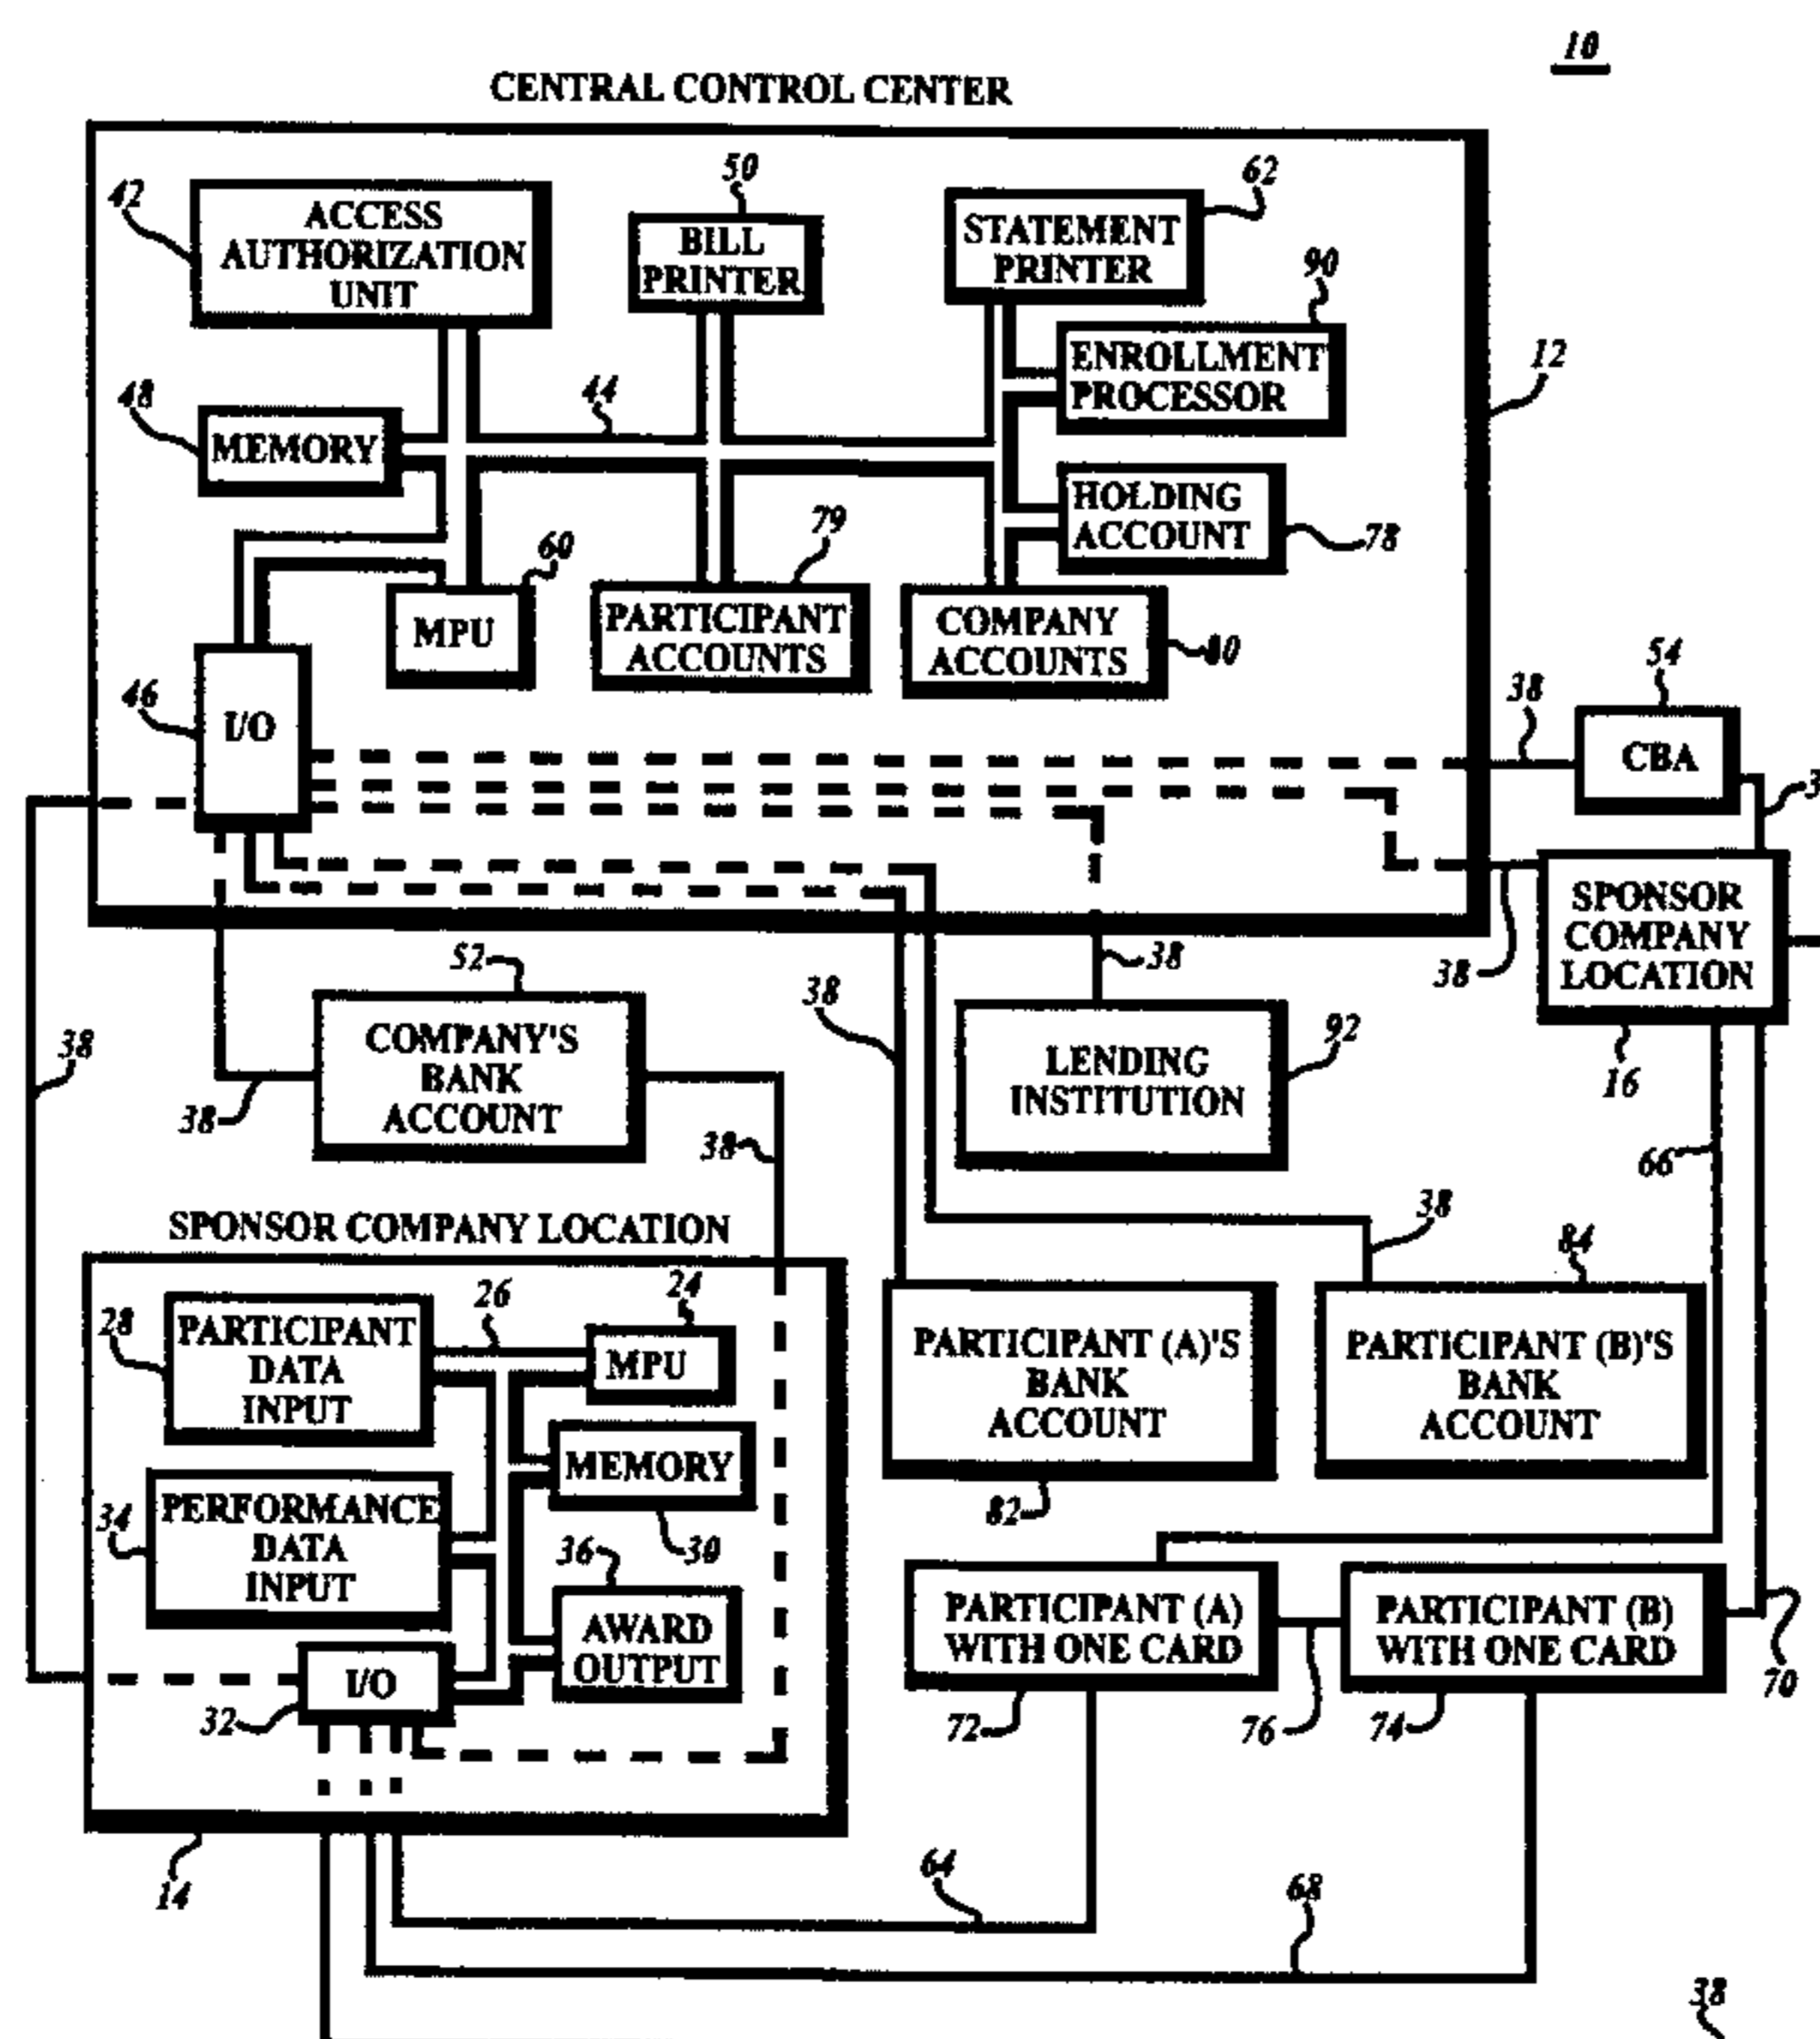 10
CENTRAL CONTROL CENTER
42
ACCESS
AUTHORIZATION
UNIT
50
BILL
PRINTER
62
STATEMENT
PRINTER
90
ENROLLMENT
PROCESSOR
12
48
MEMORY
44
HOLDING
ACCOUNT
78
60
MPU
79
PARTICIPANT
ACCOUNTS
COMPANY
ACCOUNTS
80
46
I/O
38
54
CBA
38
SPONSOR
COMPANY
LOCATION
16
52
COMPANY'S
BANK
ACCOUNT
38
38
38
38
38
LENDING
INSTITUTION
92
66
SPONSOR COMPANY LOCATION
28
PARTICIPANT
DATA
INPUT
26
24
MPU
MEMORY
30
34
PERFORMANCE
DATA
INPUT
36
AWARD
OUTPUT
I/O
32
14
38
PARTICIPANT (A)'S
BANK
ACCOUNT
82
84
PARTICIPANT (B)'S
BANK
ACCOUNT
PARTICIPANT (A)
WITH ONE CARD
72
76
PARTICIPANT (B)
WITH ONE CARD
74
70
64
68
38